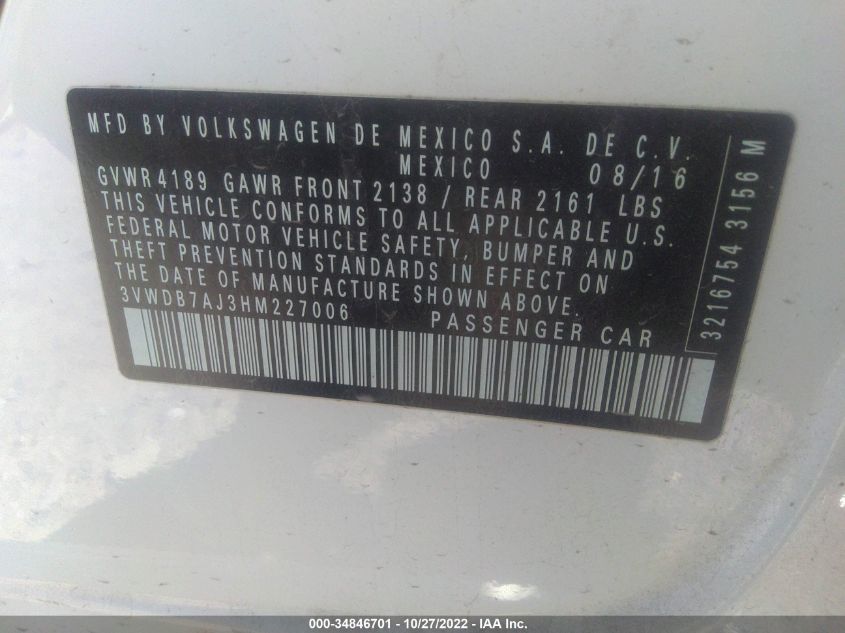 MFD BY VOLKSWAGEN DE MEXICO S.A. DE C.V.
MEXICO 08/16
GVWR4189 GAWR FRONT 2138 / REAR 2161 LBS
THIS VEHICLE CONFORMS TO ALL APPLICABLE U.S.
FEDERAL MOTOR VEHICLE SAFETY, BUMPER AND
THEFT PREVENTION STANDARDS IN EFFECT ON
THE DATE OF MANUFACTURE SHOWN ABOVE.
3VWDB7AJ3HM227006 PASSENGER CAR
3216754 3156 M
000-34846701 - 10/27/2022 - IAA Inc.